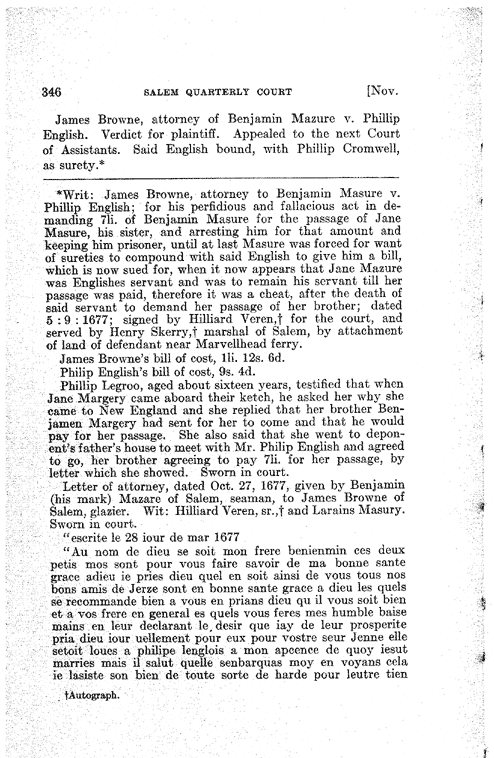 346 SALEM QUARTERLY COURT [Nov.
James Browne, attorney of Benjamin Mazure v. Phillip
English. Verdict for plaintiff. Appealed to the next Court
of Assistants. Said English bound, with Phillip Cromwell,
as surety.*
*Writ: James Browne, attorney to Benjamin Masure v.
Phillip English; for his perfidious and fallacious act in de-
manding 7li. of Benjamin Masure for the passage of Jane
Masure, his sister, and arresting him for that amount and
keeping him prisoner, until at last Masure was forced for want
of sureties to compound with said English to give him a bill,
which is now sued for, when it now appears that Jane Mazure
was Englishes servant and was to remain his servant till her
passage was paid, therefore it was a cheat, after the death of
said servant to demand her passage of her brother; dated
5 : 9 : 1677; signed by Hilliard Veren,† for the court, and
served by Henry Skerry,† marshal of Salem, by attachment
of land of defendant near Marvellhead ferry.
James Browne's bill of cost, 1li. 12s. 6d.
Philip English's bill of cost, 9s. 4d.
Phillip Legroo, aged about sixteen years, testified that when
Jane Margery came aboard their ketch, he asked her why she
came to New England and she replied that her brother Ben-
jamen Margery had sent for her to come and that he would
pay for her passage. She also said that she went to depon-
ent's father's house to meet with Mr. Philip English and agreed
to go, her brother agreeing to pay 7li. for her passage, by
letter which she showed. Sworn in court.
Letter of attorney, dated Oct. 27, 1677, given by Benjamin
(his mark) Mazare of Salem, seaman, to James Browne of
Salem, glazier. Wit: Hilliard Veren, sr.,† and Larains Masury.
Sworn in court.
"escrite le 28 iour de mar 1677
"Au nom de dieu se soit mon frere benienmin ces deux
petis mos sont pour vous faire savoir de ma bonne sante
grace adieu ie pries dieu quel en soit ainsi de vous tous nos
bons amis de Jerze sont en bonne sante grace a dieu les quels
se recommande bien a vous en prians dieu qu il vous soit bien
et a vos frere en general es quels vous feres mes humble baise
mains en leur declarant le desir que iay de leur prosperite
pria dieu iour uellement pour eux pour vostre seur Jenne elle
setoit loues a philipe lenglois a mon apcence de quoy iesut
marries mais il salut quelle senbarquas moy en voyans cela
ie lasiste son bien de toute sorte de harde pour leutre tien
†Autograph.